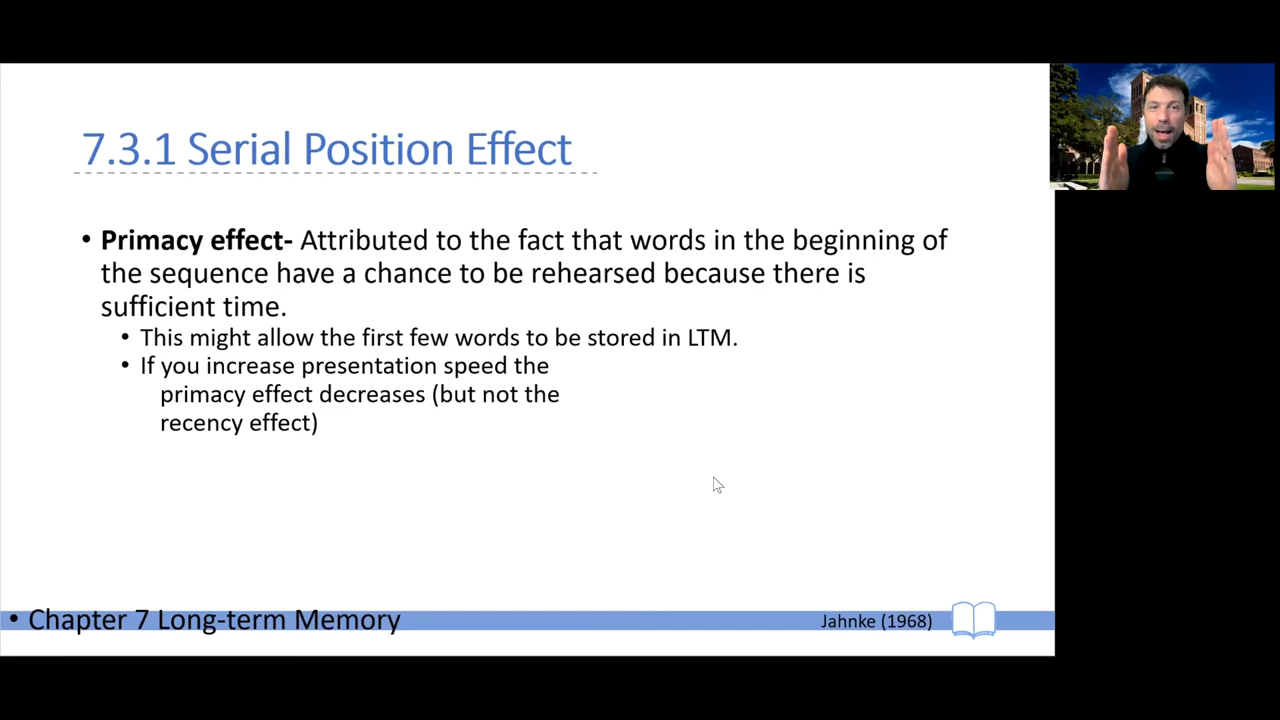 7.3.1 Serial Position Effect
• Primacy effect- Attributed to the fact that words in the beginning of
the sequence have a chance to be rehearsed because there is
sufficient time.
• This might allow the first few words to be stored in LTM.
• If you increase presentation speed the
primacy effect decreases (but not the
recency effect)
• Chapter 7 Long-term Memory
Jahnke (1968)